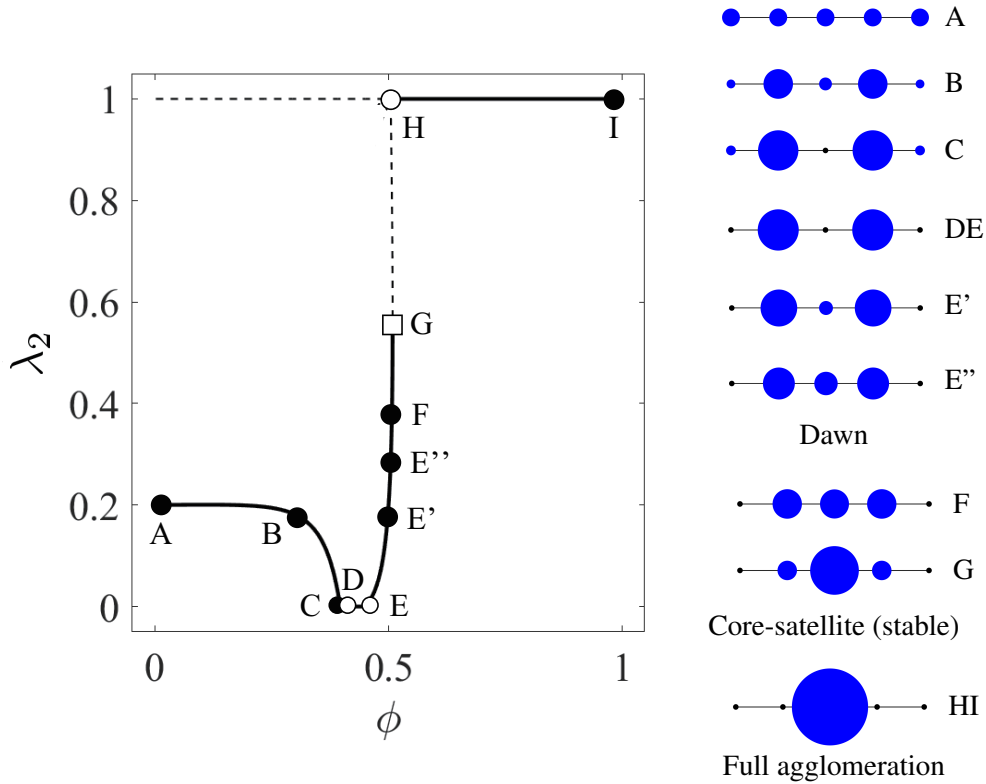 1
0.8
0.6
0.4
0.2
0
λ2
0
0.5
1
ϕ
H
I
G
F
E’’
E'
A
B
D
C
E
A
B
C
DE
E'
E”
Dawn
F
G
Core-satellite (stable)
HI
Full agglomeration